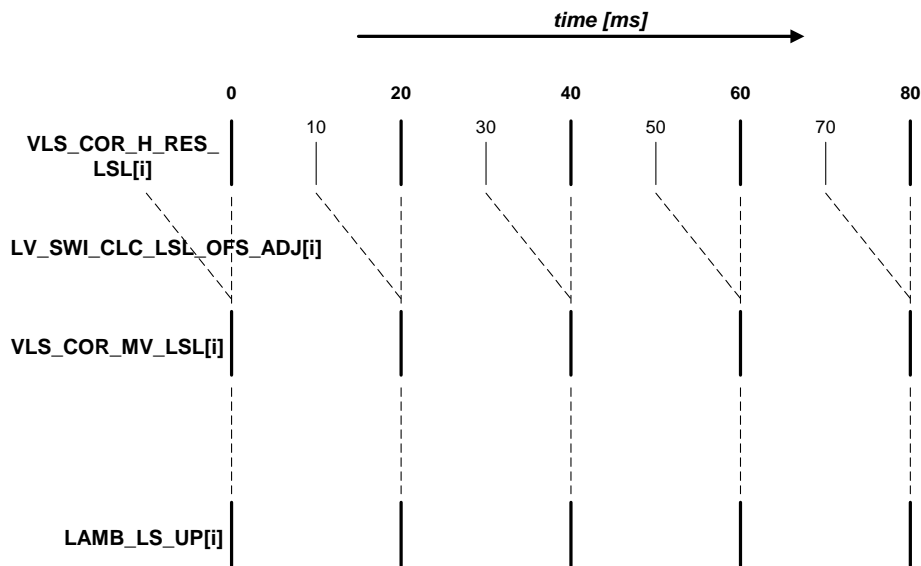 time [ms]
0 20 40 60 80
10 30 50 70
VLS_COR_H_RES_
LSL[i]
LV_SWI_CLC_LSL_OFS_ADJ[i]
VLS_COR_MV_LSL[i]
LAMB_LS_UP[i]